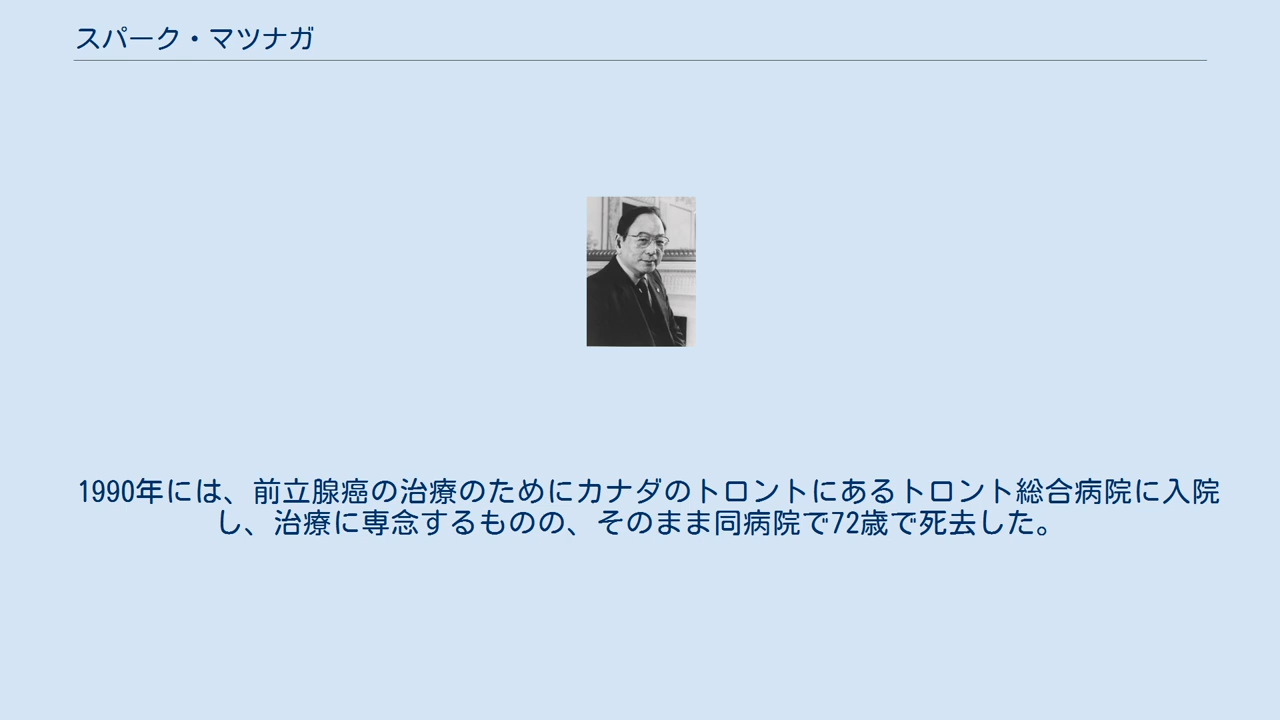 スパーク・マツナガ
1990年には、前立腺癌の治療のためにカナダのトロントにあるトロント総合病院に入院
し、治療に専念するものの、そのまま同病院で72歳で死去した。